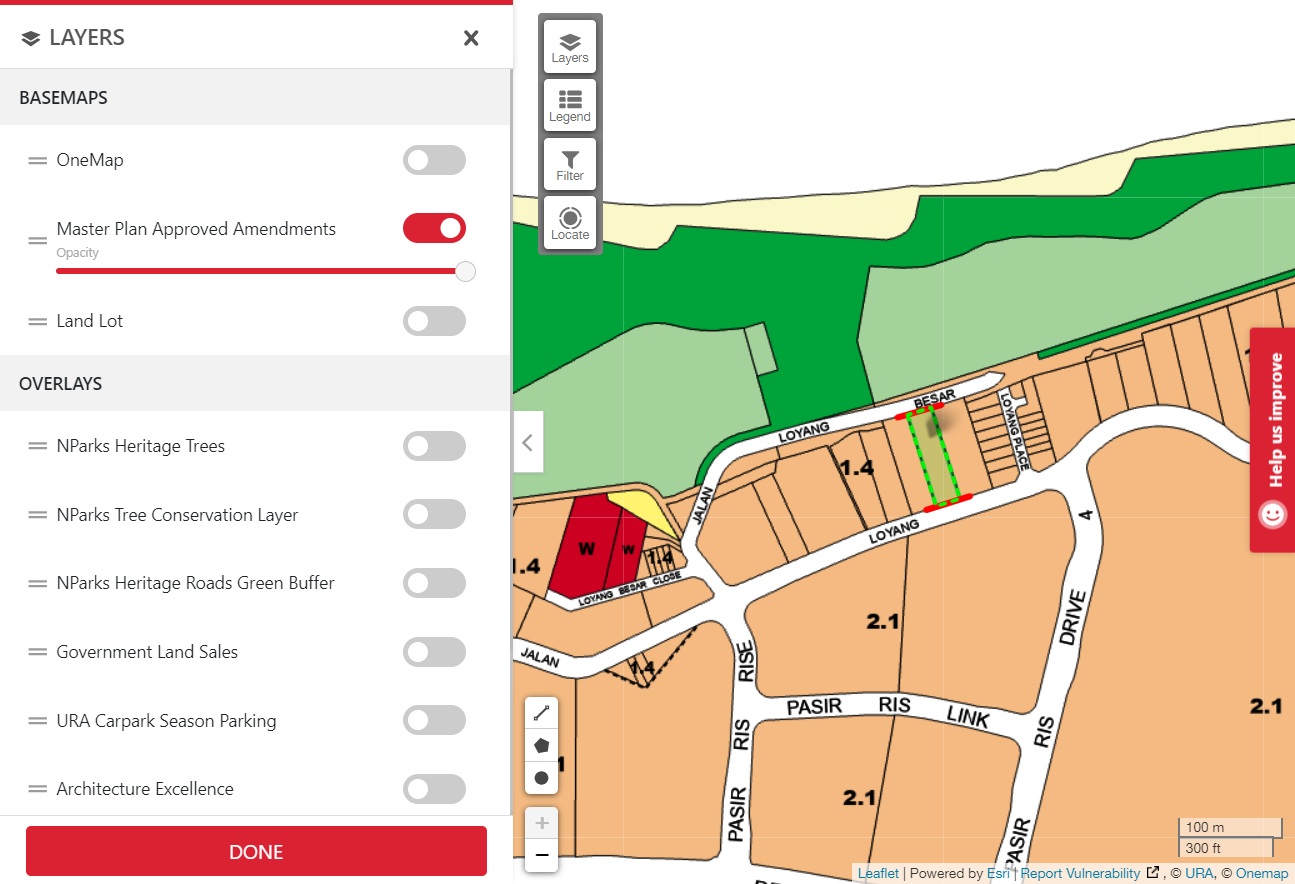 LAYERS
BASEMAPS
OneMap
Master Plan Approved Amendments
Opacity
Land Lot
OVERLAYS
NParks Heritage Trees
NParks Tree Conservation Layer
NParks Heritage Roads Green Buffer
Government Land Sales
URA Carpark Season Parking
Architecture Excellence
DONE
Layers
Legend
Filter
Locate
Help us improve
BESAR
LOYANG
LOYANG PLACE
1.4
JALAN
LOYANG
4
W
W
1.4
1.4
LOYANG BESAR CLOSE
JALAN
1.4
2.1
DRIVE
RISE
2.1
PASIR RIS LINK
RIS
RIS
2.1
PASIR
PASIR
100 m
300 ft
Leaflet | Powered by Esri | Report Vulnerability , © URA, © Onemap